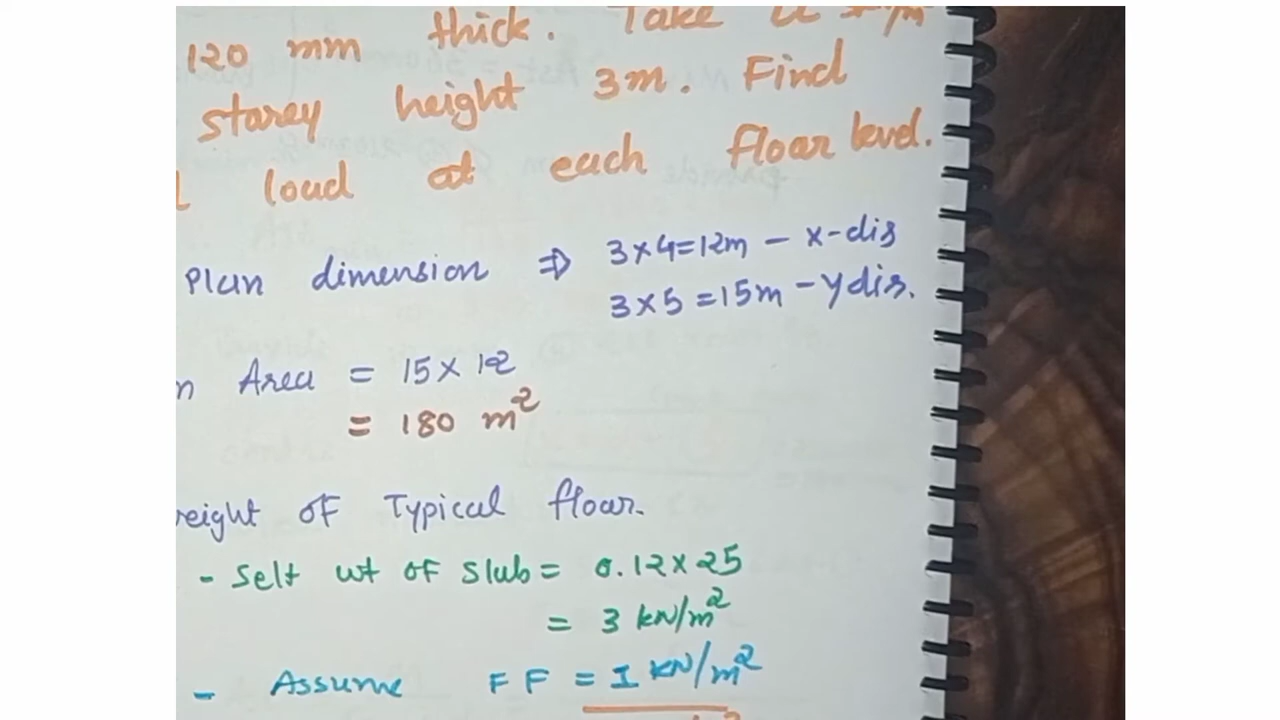 120 mm thick. Take
storey height 3m. Find
load at each floor level.
Plan dimension ⇒ 3×4=12m - x-dis
3×5=15m - y dis.
n Area = 15×12
= 180 m²
eight of Typical floor.
- Self wt of slab = 0.12×25
= 3 kN/m²
- Assume FF = 1 kN/m²